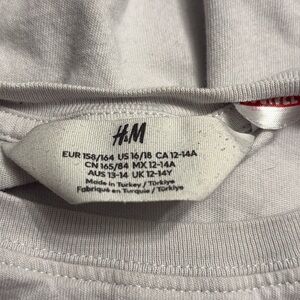 H&M
EUR 158/164 US 16/18 CA 12-14A
CN 165/84 MX 12-14A
AUS 13-14 UK 12-14Y
Made in Turkey / Türkiye
Fabriqué en Turquie / Türkiye